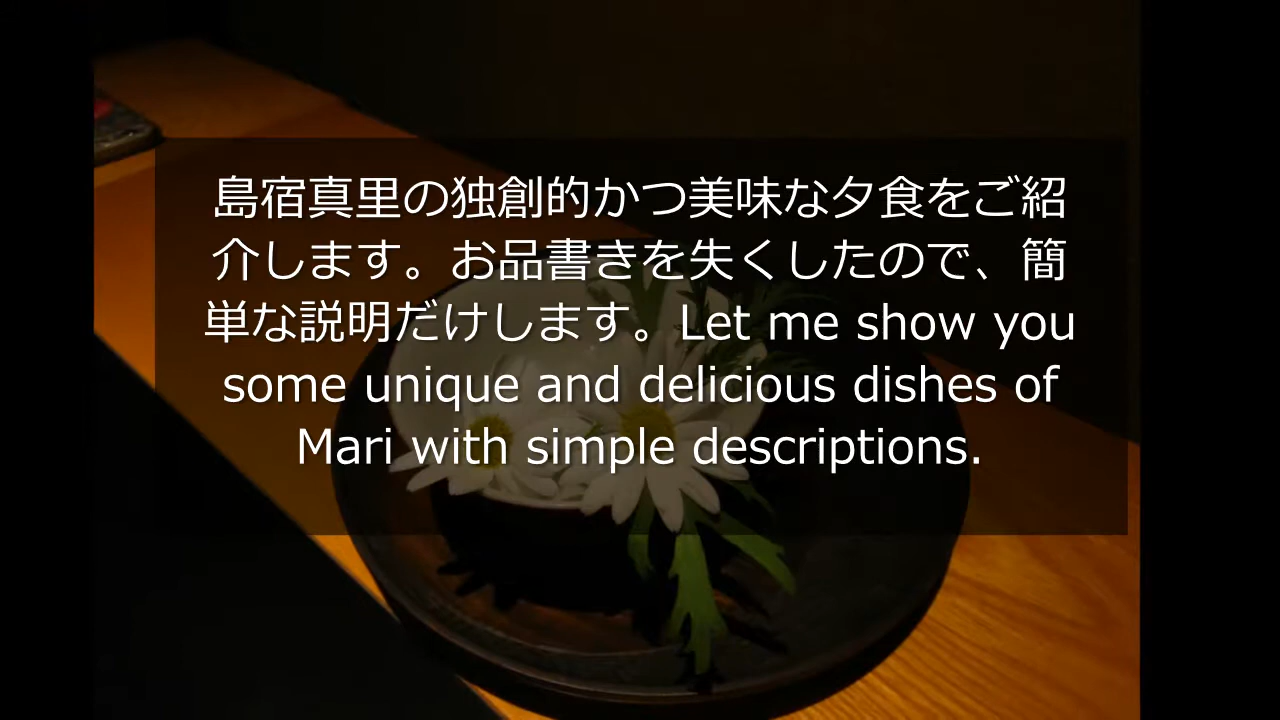 島宿真里の独創的かつ美味な夕食をご紹
介します。お品書きを失くしたので、簡
単な説明だけします。Let me show you
some unique and delicious dishes of
Mari with simple descriptions.